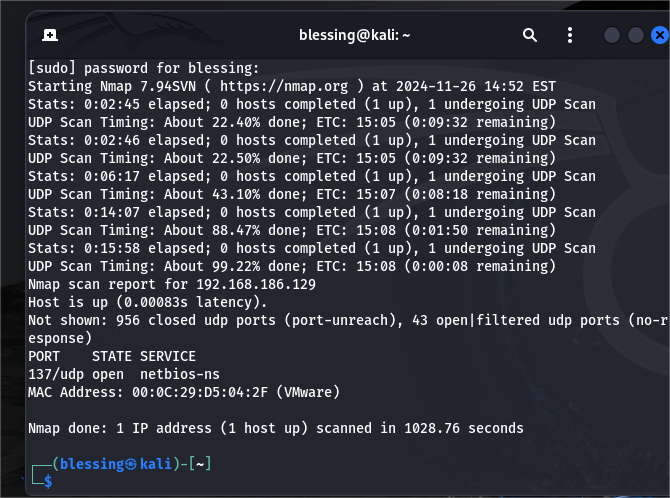 blessing@kali: ~
[sudo] password for blessing:
Starting Nmap 7.94SVN ( https://nmap.org ) at 2024-11-26 14:52 EST
Stats: 0:02:45 elapsed; 0 hosts completed (1 up), 1 undergoing UDP Scan
UDP Scan Timing: About 22.40% done; ETC: 15:05 (0:09:32 remaining)
Stats: 0:02:46 elapsed; 0 hosts completed (1 up), 1 undergoing UDP Scan
UDP Scan Timing: About 22.50% done; ETC: 15:05 (0:09:32 remaining)
Stats: 0:06:17 elapsed; 0 hosts completed (1 up), 1 undergoing UDP Scan
UDP Scan Timing: About 43.10% done; ETC: 15:07 (0:08:18 remaining)
Stats: 0:14:07 elapsed; 0 hosts completed (1 up), 1 undergoing UDP Scan
UDP Scan Timing: About 88.47% done; ETC: 15:08 (0:01:50 remaining)
Stats: 0:15:58 elapsed; 0 hosts completed (1 up), 1 undergoing UDP Scan
UDP Scan Timing: About 99.22% done; ETC: 15:08 (0:00:08 remaining)
Nmap scan report for 192.168.186.129
Host is up (0.00083s latency).
Not shown: 956 closed udp ports (port-unreach), 43 open|filtered udp ports (no-r
esponse)
PORT    STATE SERVICE
137/udp open  netbios-ns
MAC Address: 00:0C:29:D5:04:2F (VMware)
Nmap done: 1 IP address (1 host up) scanned in 1028.76 seconds
┌──(blessing㉿kali)-[~]
└─$